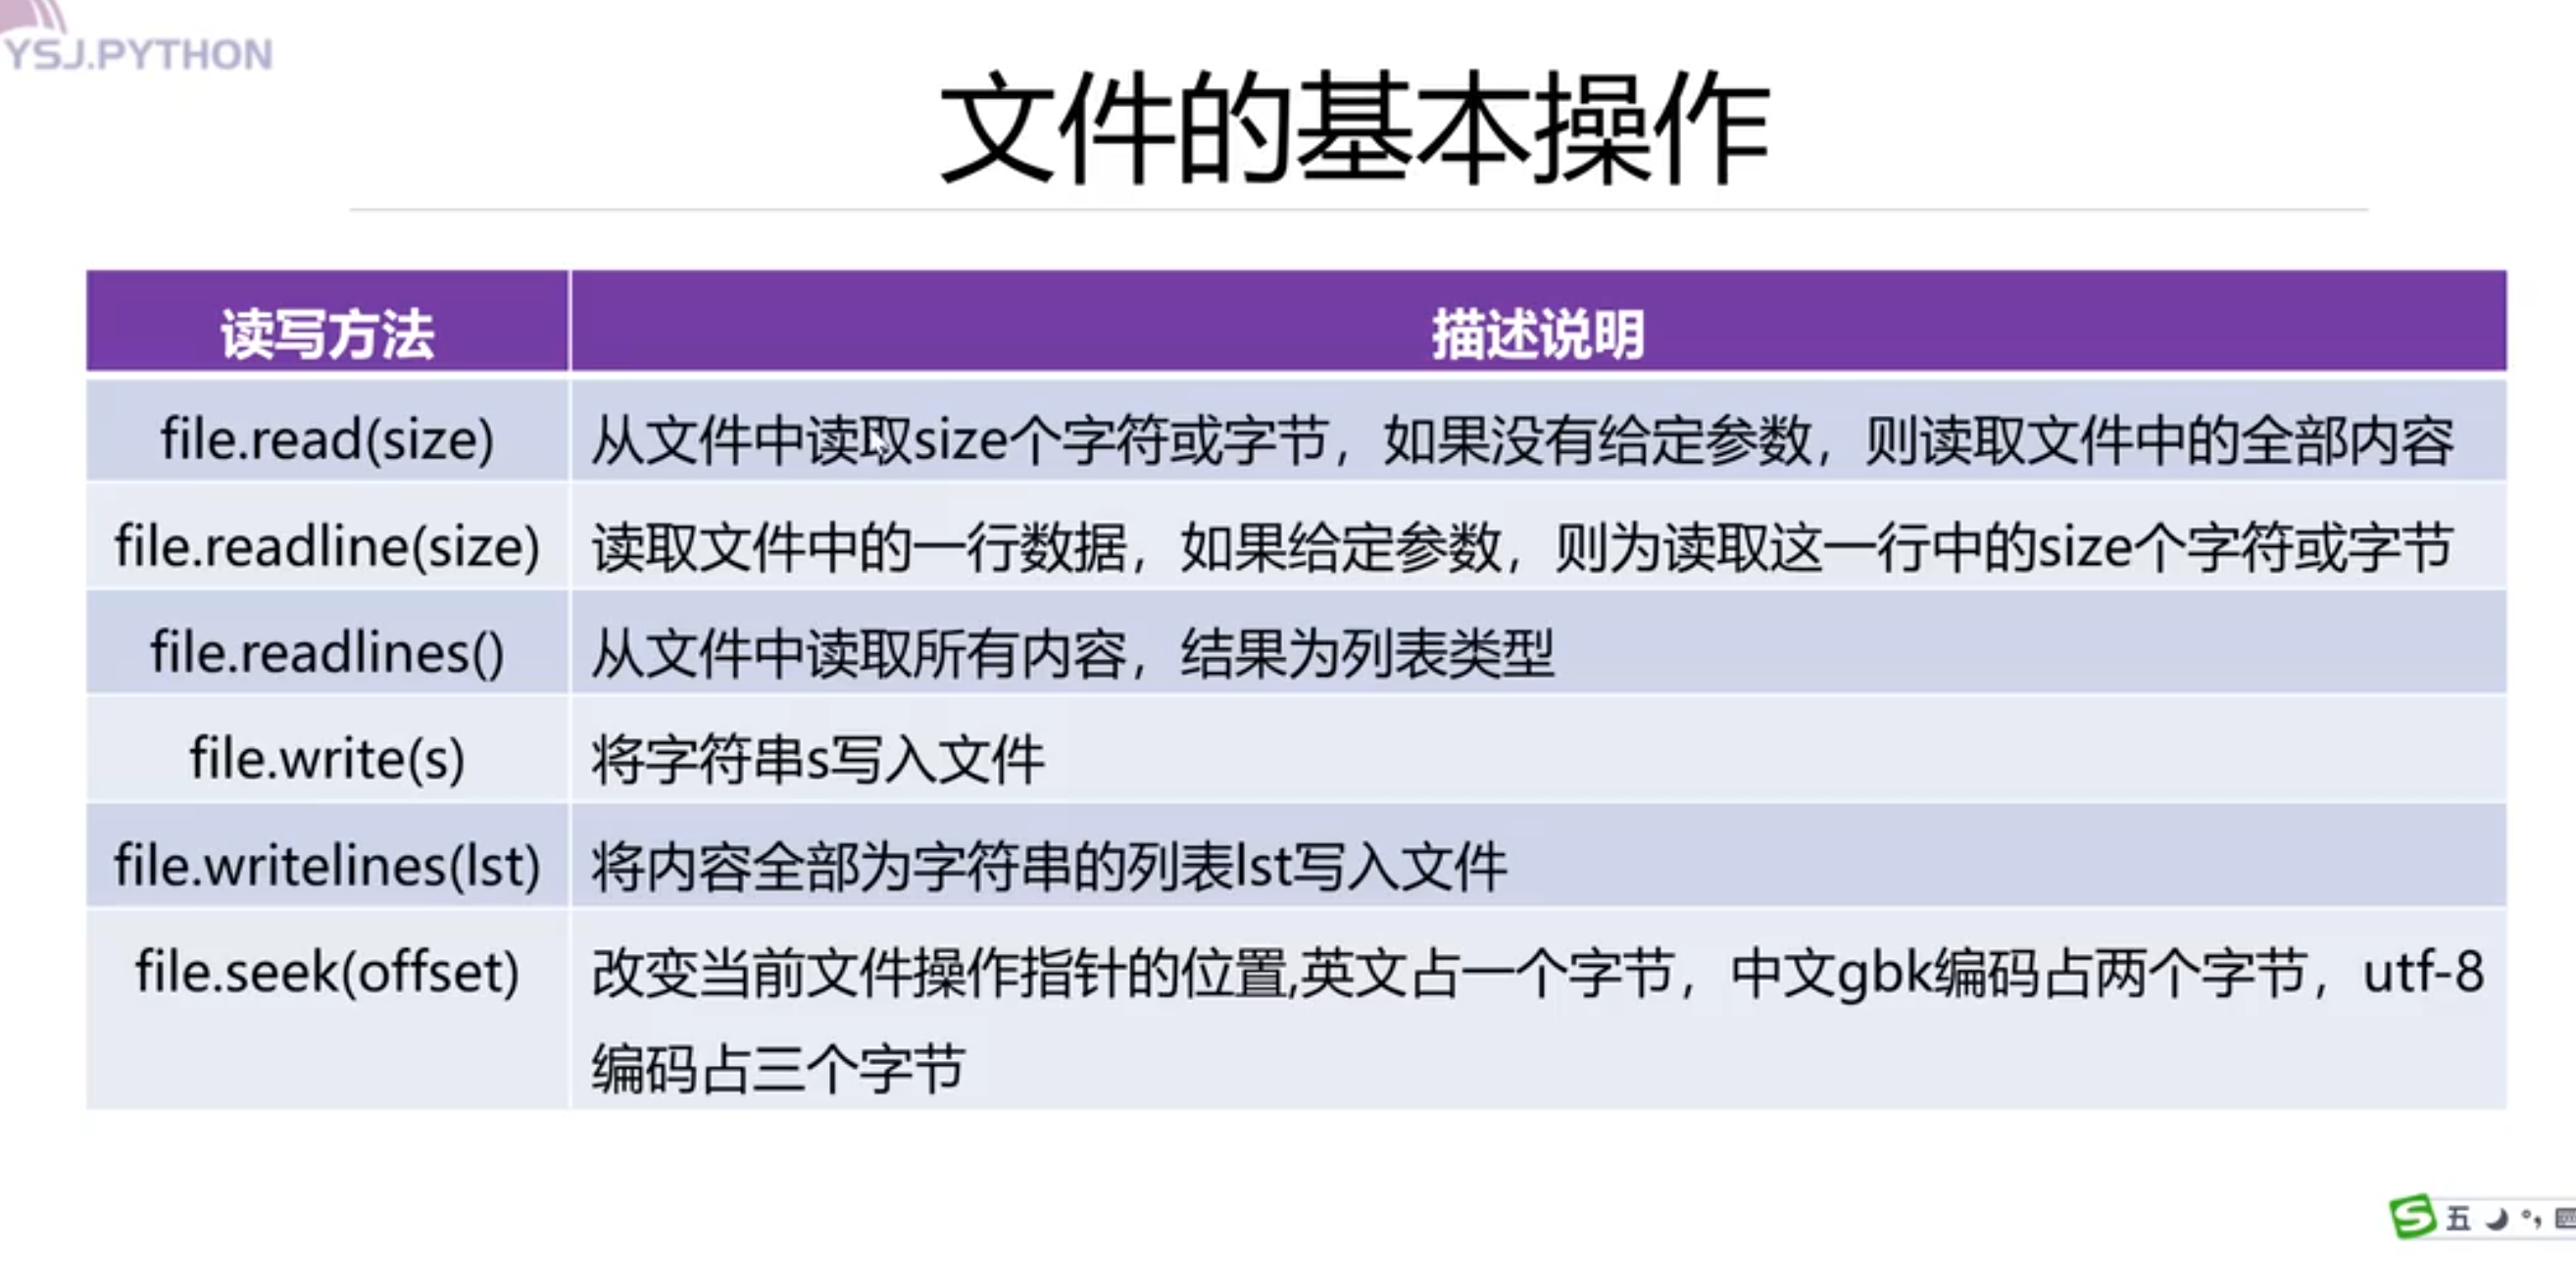 YSJ.PYTHON
文件的基本操作
读写方法 描述说明
file.read(size) 从文件中读取size个字符或字节，如果没有给定参数，则读取文件中的全部内容
file.readline(size) 读取文件中的一行数据，如果给定参数，则为读取这一行中的size个字符或字节
file.readlines() 从文件中读取所有内容，结果为列表类型
file.write(s) 将字符串s写入文件
file.writelines(lst) 将内容全部为字符串的列表lst写入文件
file.seek(offset) 改变当前文件操作指针的位置,英文占一个字节，中文gbk编码占两个字节，utf-8
编码占三个字节
S 五